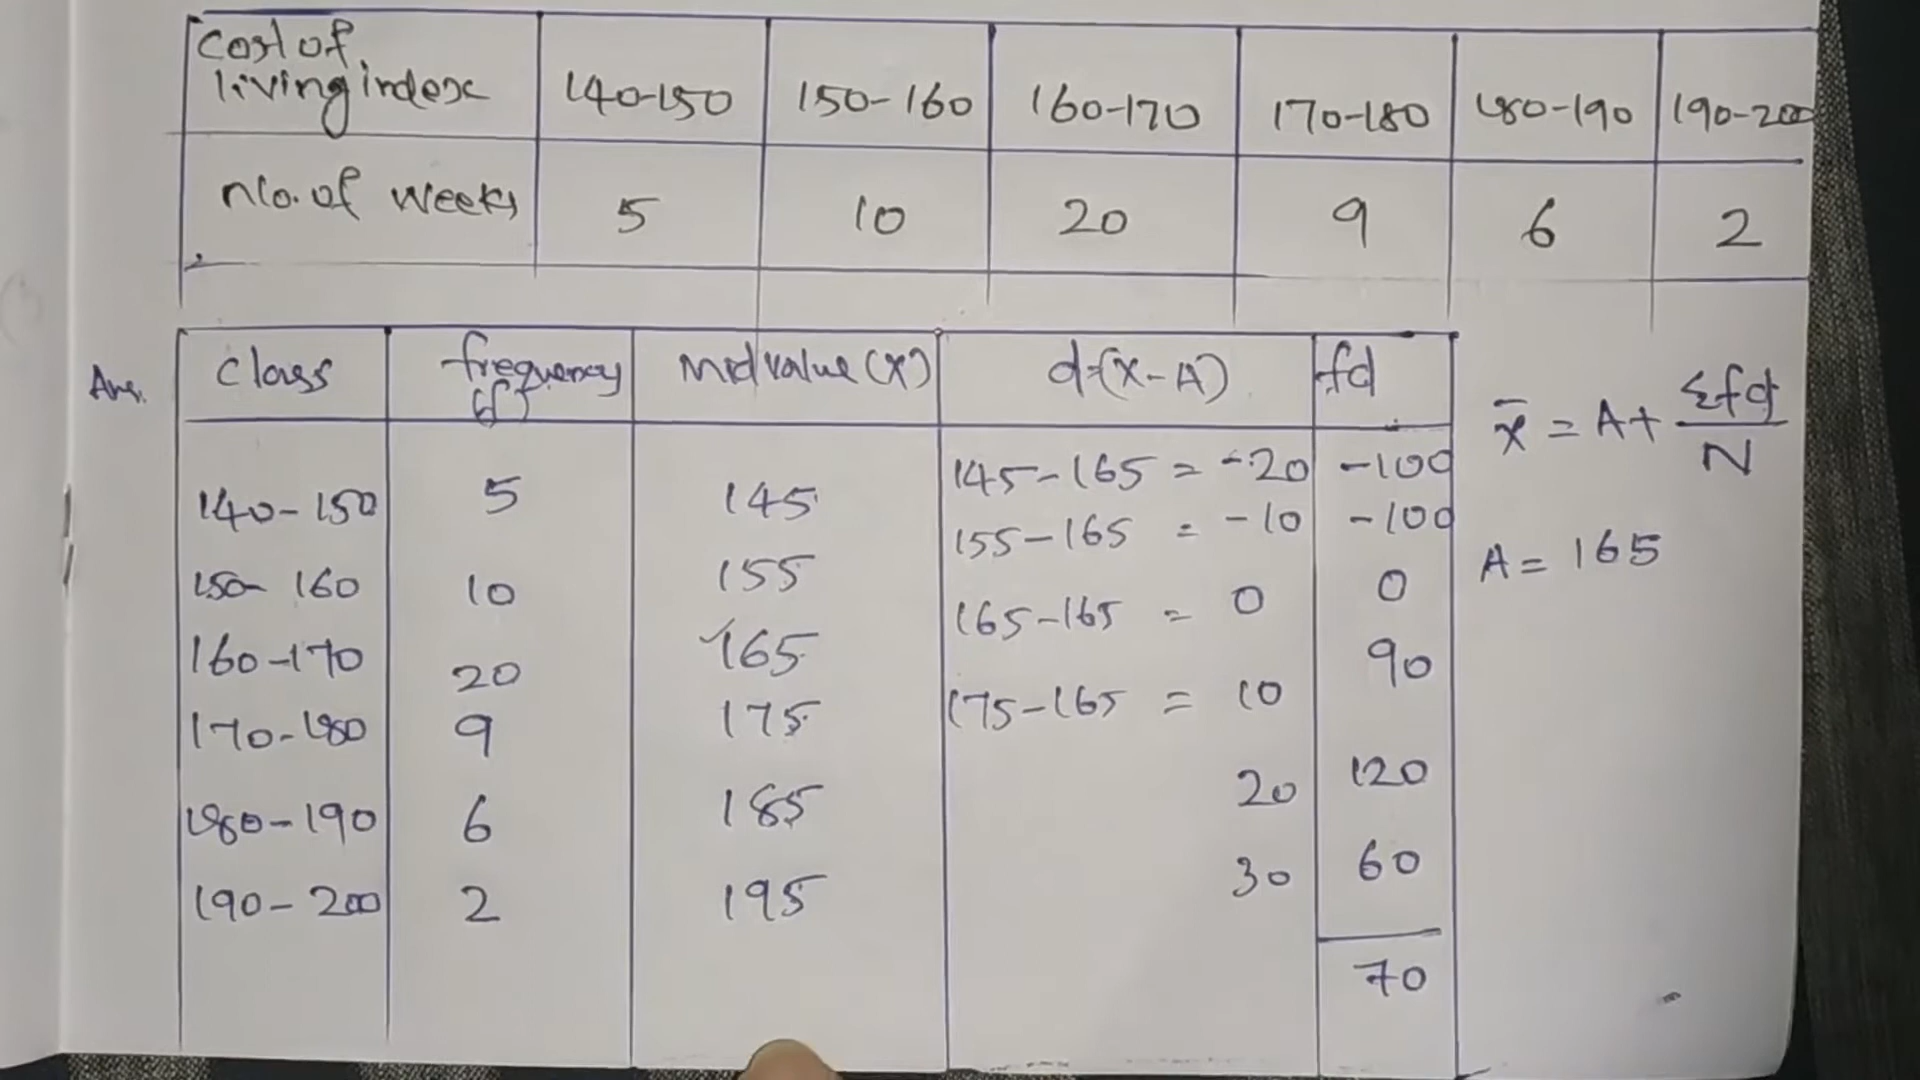 Cost of living index 140-150 150-160 160-170 170-180 180-190 190-200
No. of weeks 5 10 20 9 6 2
Ans. class frequency (f) Mid value (x) d=(x-A) fd
140-150 5 145 145-165 = -20 -100
150-160 10 155 155-165 = -10 -100
160-170 20 165 165-165 = 0 0
170-180 9 175 175-165 = 10 90
180-190 6 185 20 120
190-200 2 195 30 60
70
x̄ = A + Σfd/N
A = 165